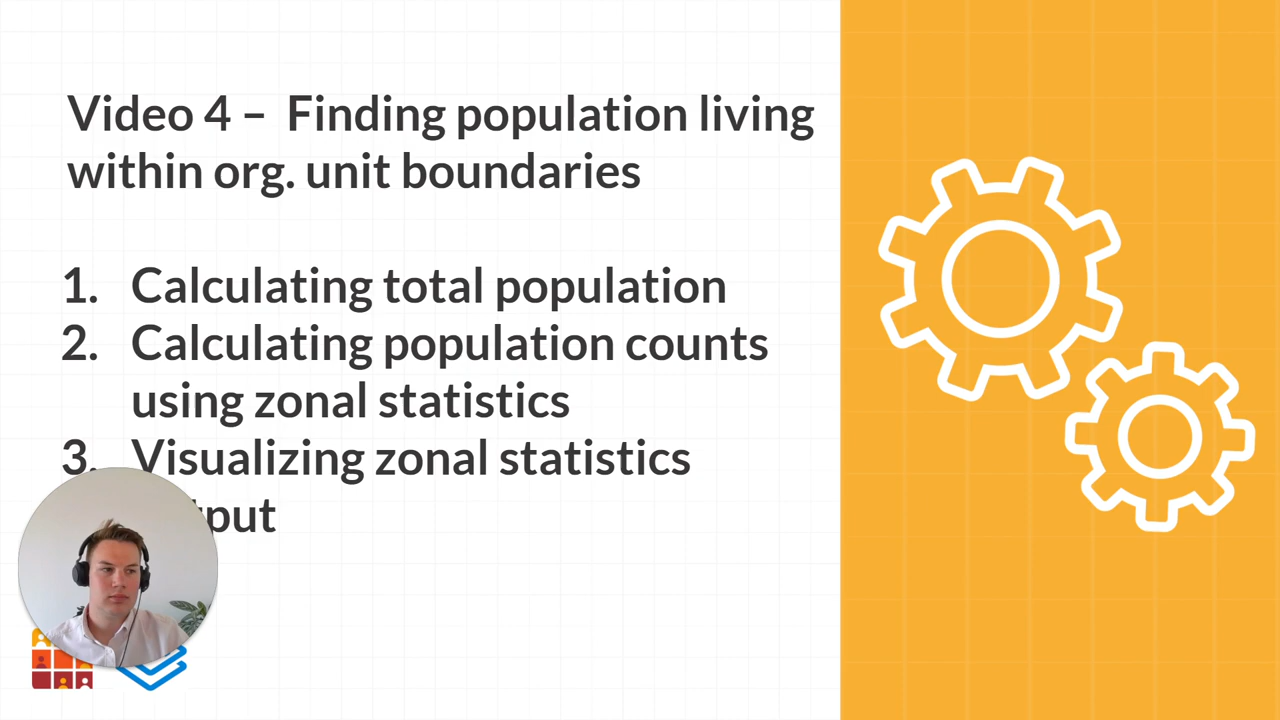 Video 4 – Finding population living
within org. unit boundaries
1. Calculating total population
2. Calculating population counts
using zonal statistics
3. Visualizing zonal statistics